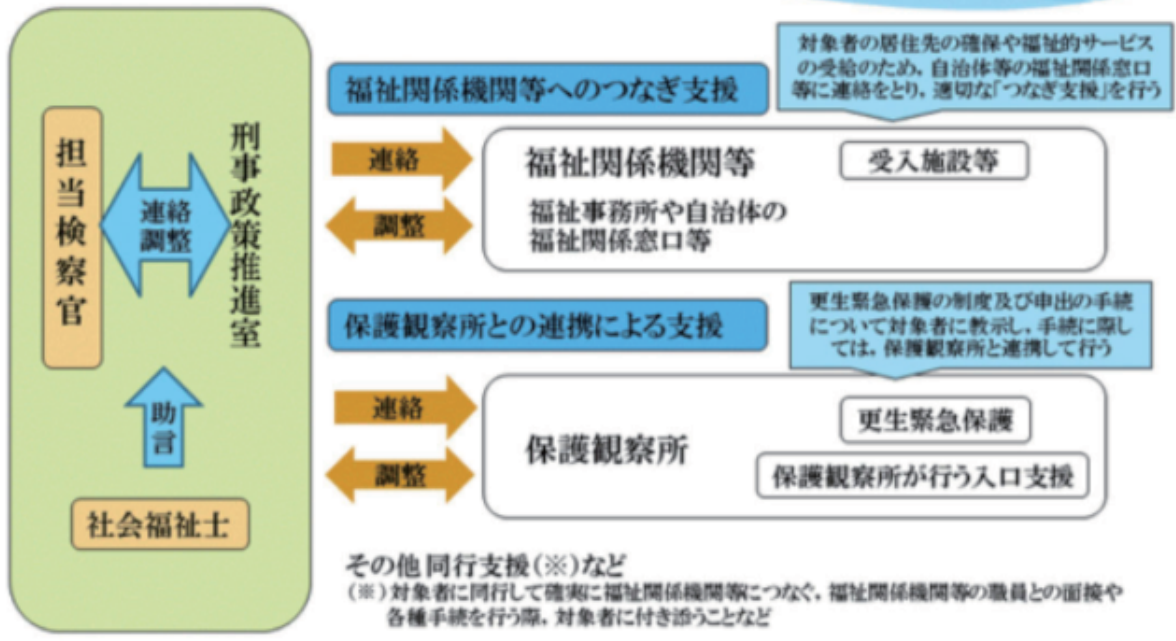 担当検察官
連絡
調整
刑事政策推進室
助言
社会福祉士
福祉関係機関等へのつなぎ支援
対象者の居住先の確保や福祉的サービス
の受給のため、自治体等の福祉関係窓口
等に連絡をとり、適切な「つなぎ支援」を行う
連絡
調整
福祉関係機関等
受入施設等
福祉事務所や自治体の
福祉関係窓口等
保護観察所との連携による支援
更生緊急保護の制度及び申出の手続
について対象者に教示し、手続に際し
ては、保護観察所と連携して行う
連絡
調整
保護観察所
更生緊急保護
保護観察所が行う入口支援
その他 同行支援(※)など
(※)対象者に同行して確実に福祉関係機関等につなぐ、福祉関係機関等の職員との面接や
各種手続を行う際、対象者に付き添うことなど